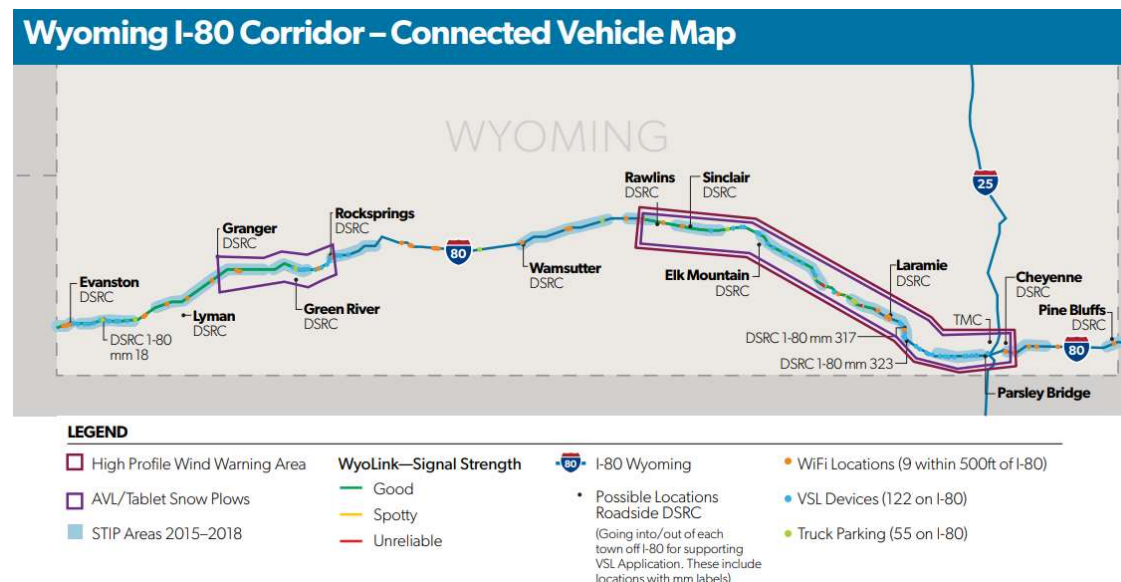 Wyoming I-80 Corridor – Connected Vehicle Map
WYOMING
25
Rawlins
DSRC
Sinclair
DSRC
Rocksprings
DSRC
Granger
DSRC
80
Wamsutter
DSRC
Elk Mountain
DSRC
Laramie
DSRC
Cheyenne
DSRC
Evanston
DSRC
Lyman
DSRC
Green River
DSRC
TMC
Pine Bluffs
DSRC
DSRC 1-80
mm 18
DSRC 1-80 mm 317
80
DSRC 1-80 mm 323
Parsley Bridge
LEGEND
High Profile Wind Warning Area
AVL/Tablet Snow Plows
STIP Areas 2015–2018
WyoLink—Signal Strength
Good
Spotty
Unreliable
80
I-80 Wyoming
Possible Locations
Roadside DSRC
(Going into/out of each
town off I-80 for supporting
VSL Application. These include
locations with mm labels)
WiFi Locations (9 within 500ft of I-80)
VSL Devices (122 on I-80)
Truck Parking (55 on I-80)